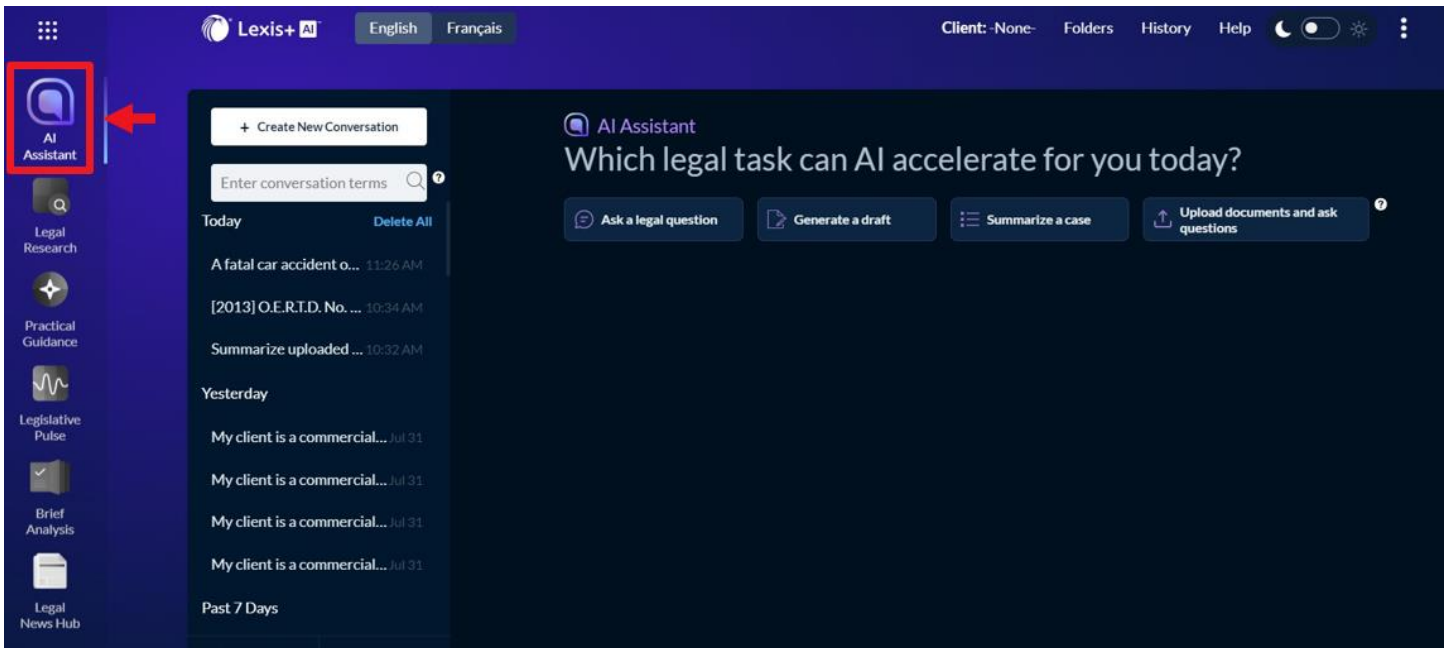 Lexis+ AI
English Français
Client: -None- Folders History Help
AI
Assistant
Legal
Research
Practical
Guidance
Legislative
Pulse
Brief
Analysis
Legal
News Hub
+ Create New Conversation
Enter conversation terms ?
Today Delete All
A fatal car accident o... 11:26 AM
[2013] O.E.R.T.D. No. ... 10:34 AM
Summarize uploaded ... 10:32 AM
Yesterday
My client is a commercial... Jul 31
My client is a commercial... Jul 31
My client is a commercial... Jul 31
My client is a commercial... Jul 31
Past 7 Days
AI Assistant
Which legal task can AI accelerate for you today?
Ask a legal question
Generate a draft
Summarize a case
Upload documents and ask
questions
?